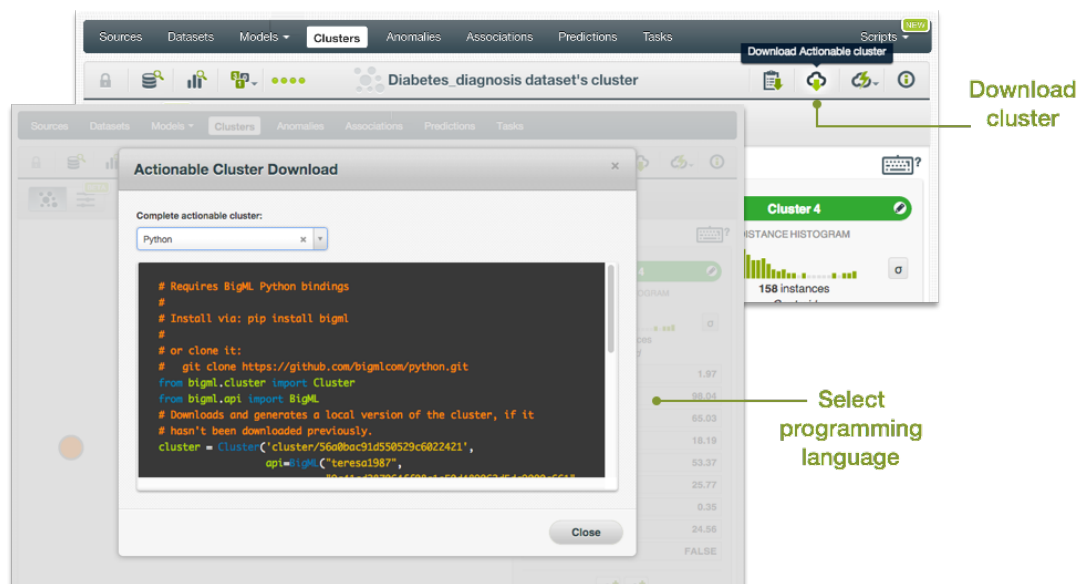 Sources Datasets Models Clusters Anomalies Associations Predictions Tasks Scripts NEW
Download Actionable cluster
Diabetes_diagnosis dataset's cluster
Download
cluster
Sources Datasets Models Clusters Anomalies Associations Predictions Tasks
Actionable Cluster Download ×
?
Cluster 4
ISTANCE HISTOGRAM
σ
158 instances
Complete actionable cluster:
Python ×
# Requires BigML Python bindings
#
# Install via: pip install bigml
#
# or clone it:
#   git clone https://github.com/bigmlcom/python.git
from bigml.cluster import Cluster
from bigml.api import BigML
# Downloads and generates a local version of the cluster, if it
# hasn't been downloaded previously.
cluster = Cluster('cluster/56a0bac91d550529c6022421',
api=BigML("teresa1987",
?
4
OGRAM
σ
1.97
98.04
65.03
18.19
53.37
25.77
0.35
24.56
FALSE
Select
programming
language
Close